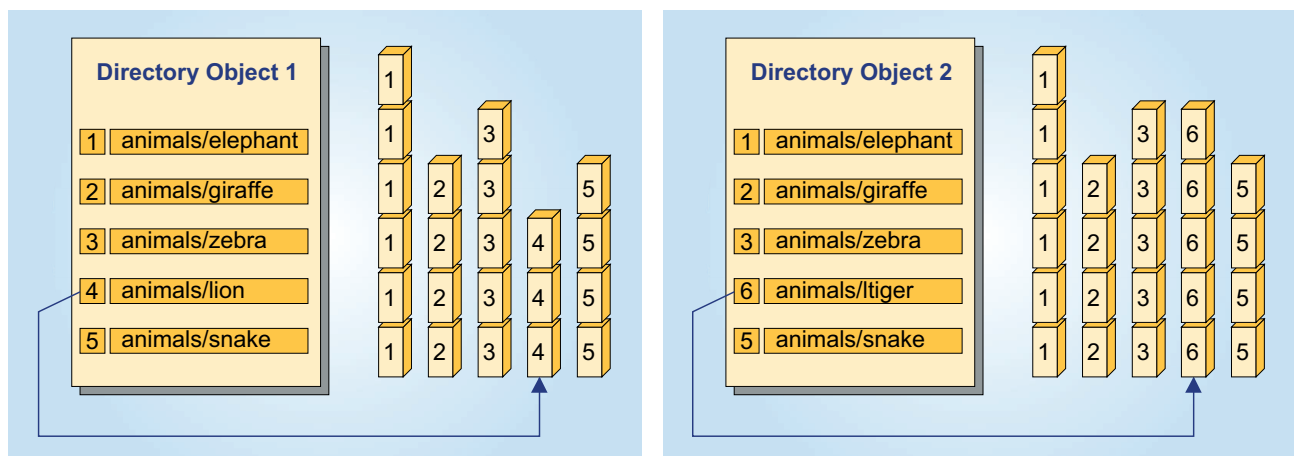 Directory Object 1
1 animals/elephant
2 animals/giraffe
3 animals/zebra
4 animals/lion
5 animals/snake
1
1 3
1 2 3 5
1 2 3 4 5
1 2 3 4 5
1 2 3 4 5
Directory Object 2
1 animals/elephant
2 animals/giraffe
3 animals/zebra
6 animals/ltiger
5 animals/snake
1
1 3 6
1 2 3 6 5
1 2 3 6 5
1 2 3 6 5
1 2 3 6 5